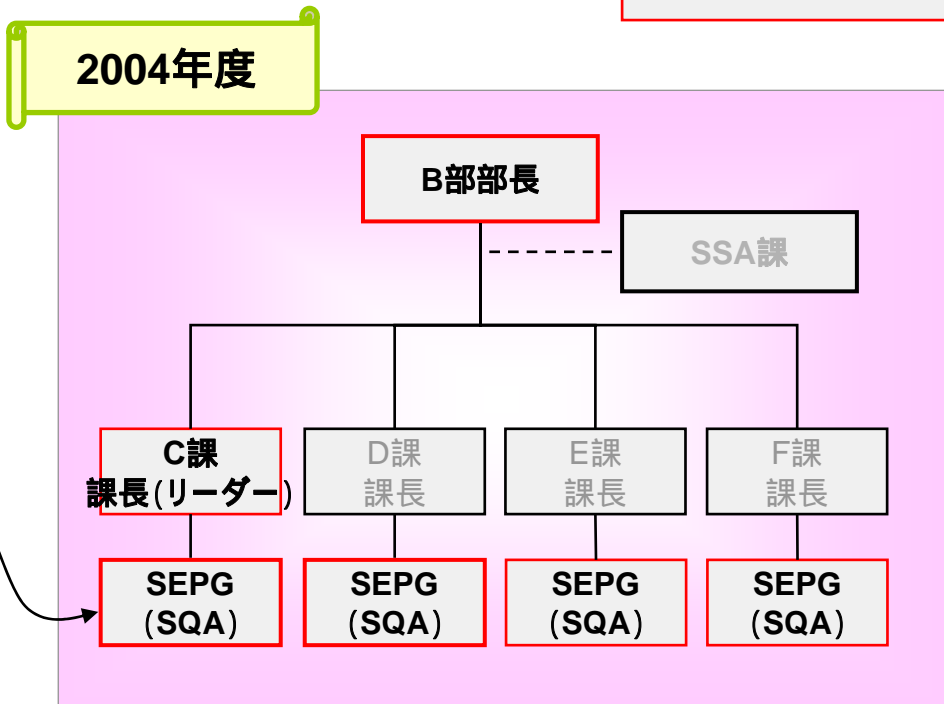 2004年度
B部部長
SSA課
C課
課長(リーダー)
D課
課長
E課
課長
F課
課長
SEPG
(SQA)
SEPG
(SQA)
SEPG
(SQA)
SEPG
(SQA)